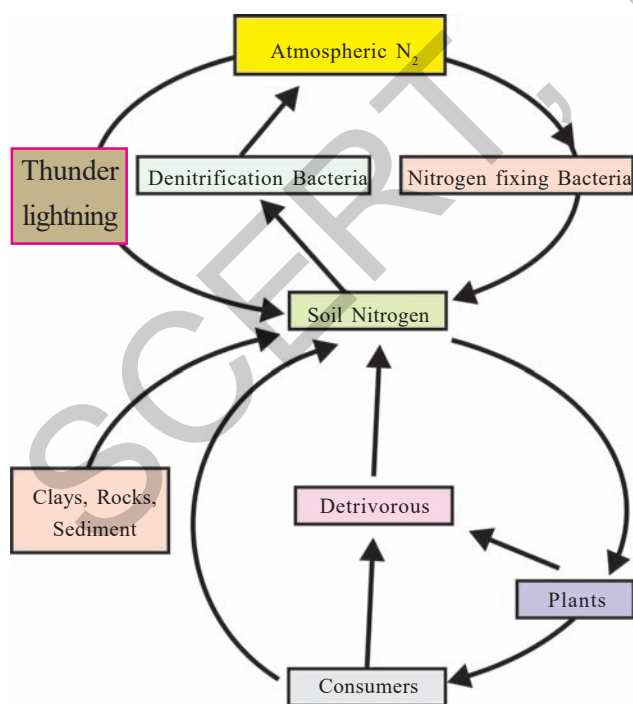 Atmospheric N₂
Thunder
lightning
Denitrification Bacteria
Nitrogen fixing Bacteria
Soil Nitrogen
Clays, Rocks,
Sediment
Detrivorous
Plants
Consumers
SCERT,